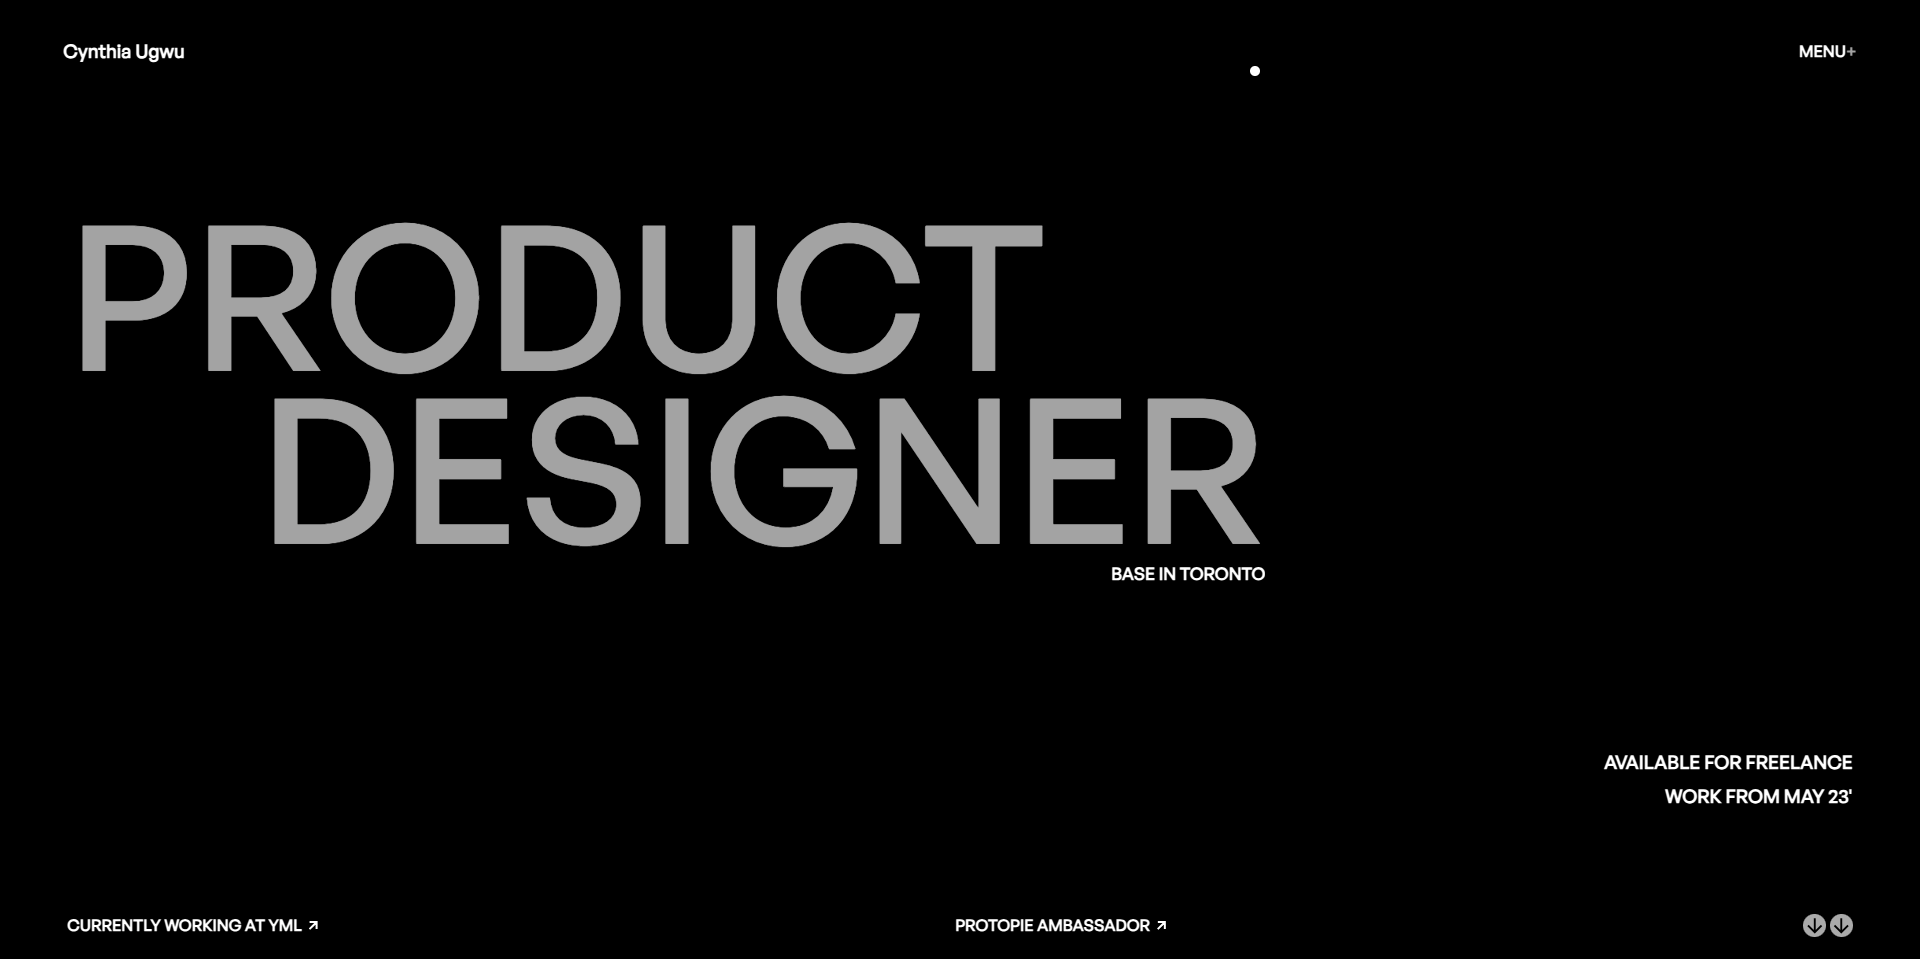 Cynthia Ugwu
MENU+
PRODUCT
DESIGNER
BASE IN TORONTO
AVAILABLE FOR FREELANCE
WORK FROM MAY 23'
CURRENTLY WORKING AT YML
PROTOPIE AMBASSADOR